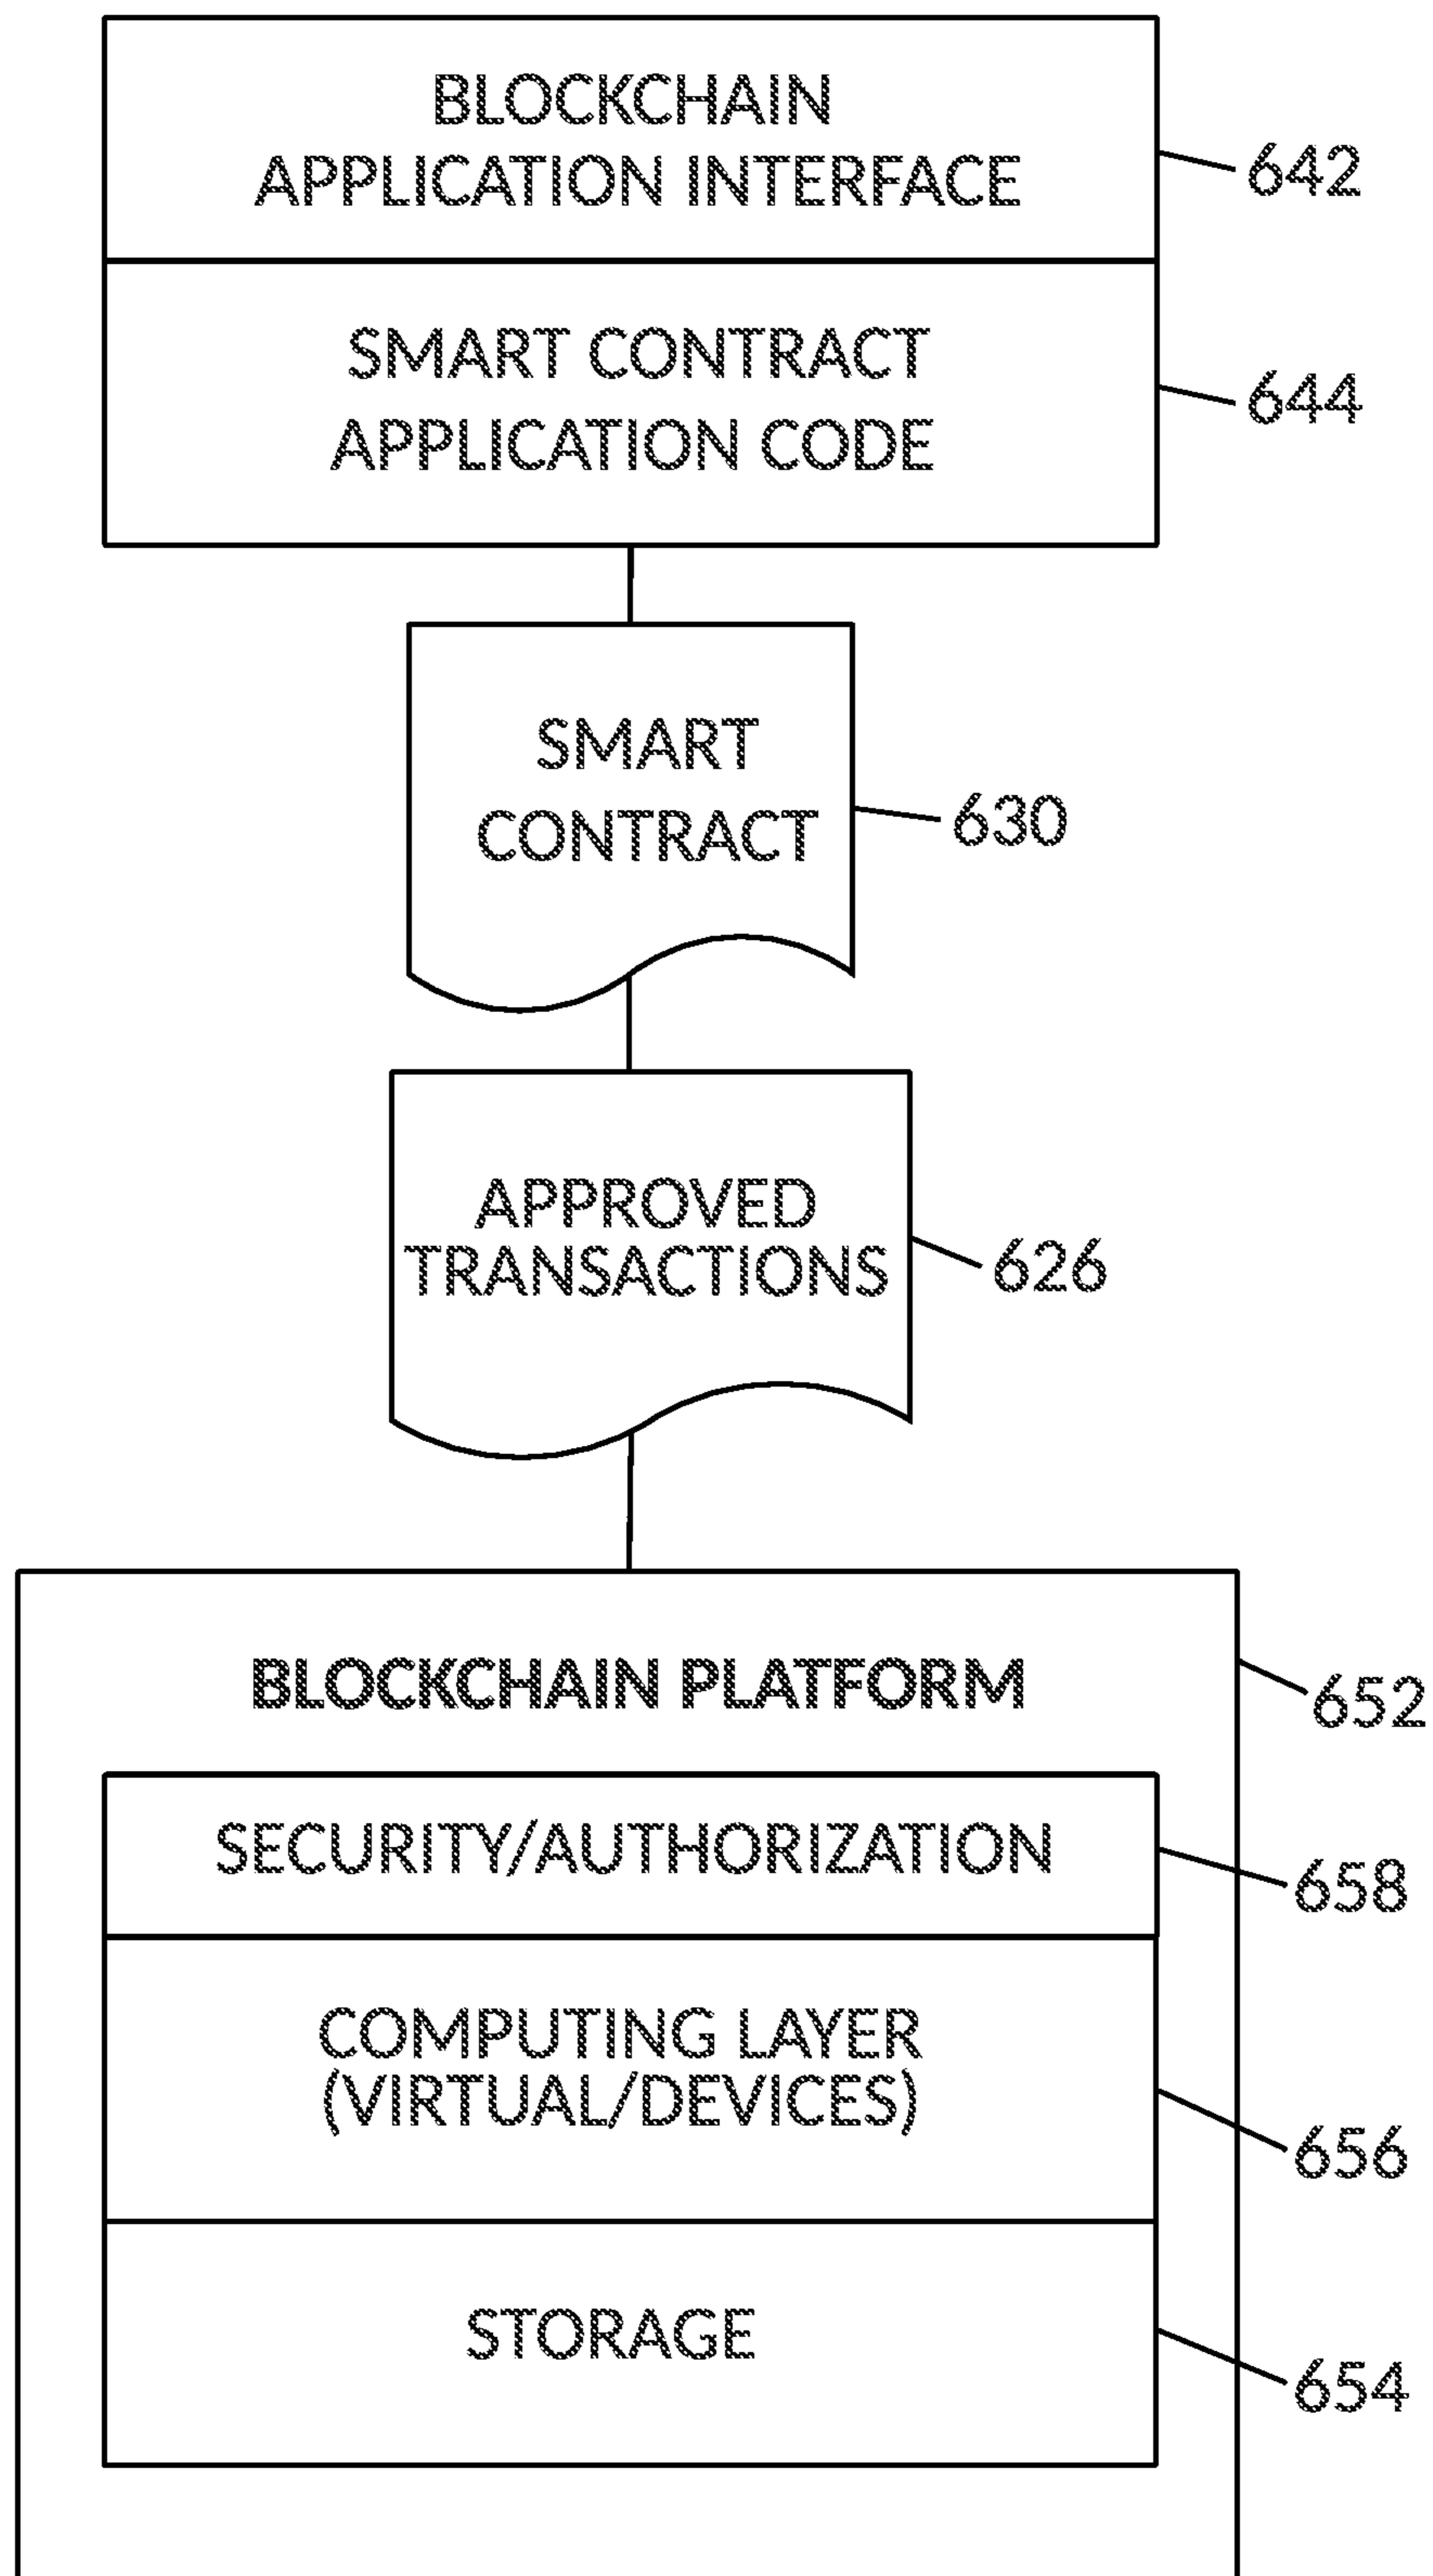 BLOCKCHAIN
APPLICATION INTERFACE
642
SMART CONTRACT
APPLICATION CODE
644
SMART
CONTRACT
630
APPROVED
TRANSACTIONS
626
BLOCKCHAIN PLATFORM
652
SECURITY/AUTHORIZATION
658
COMPUTING LAYER
(VIRTUAL/DEVICES)
656
STORAGE
654